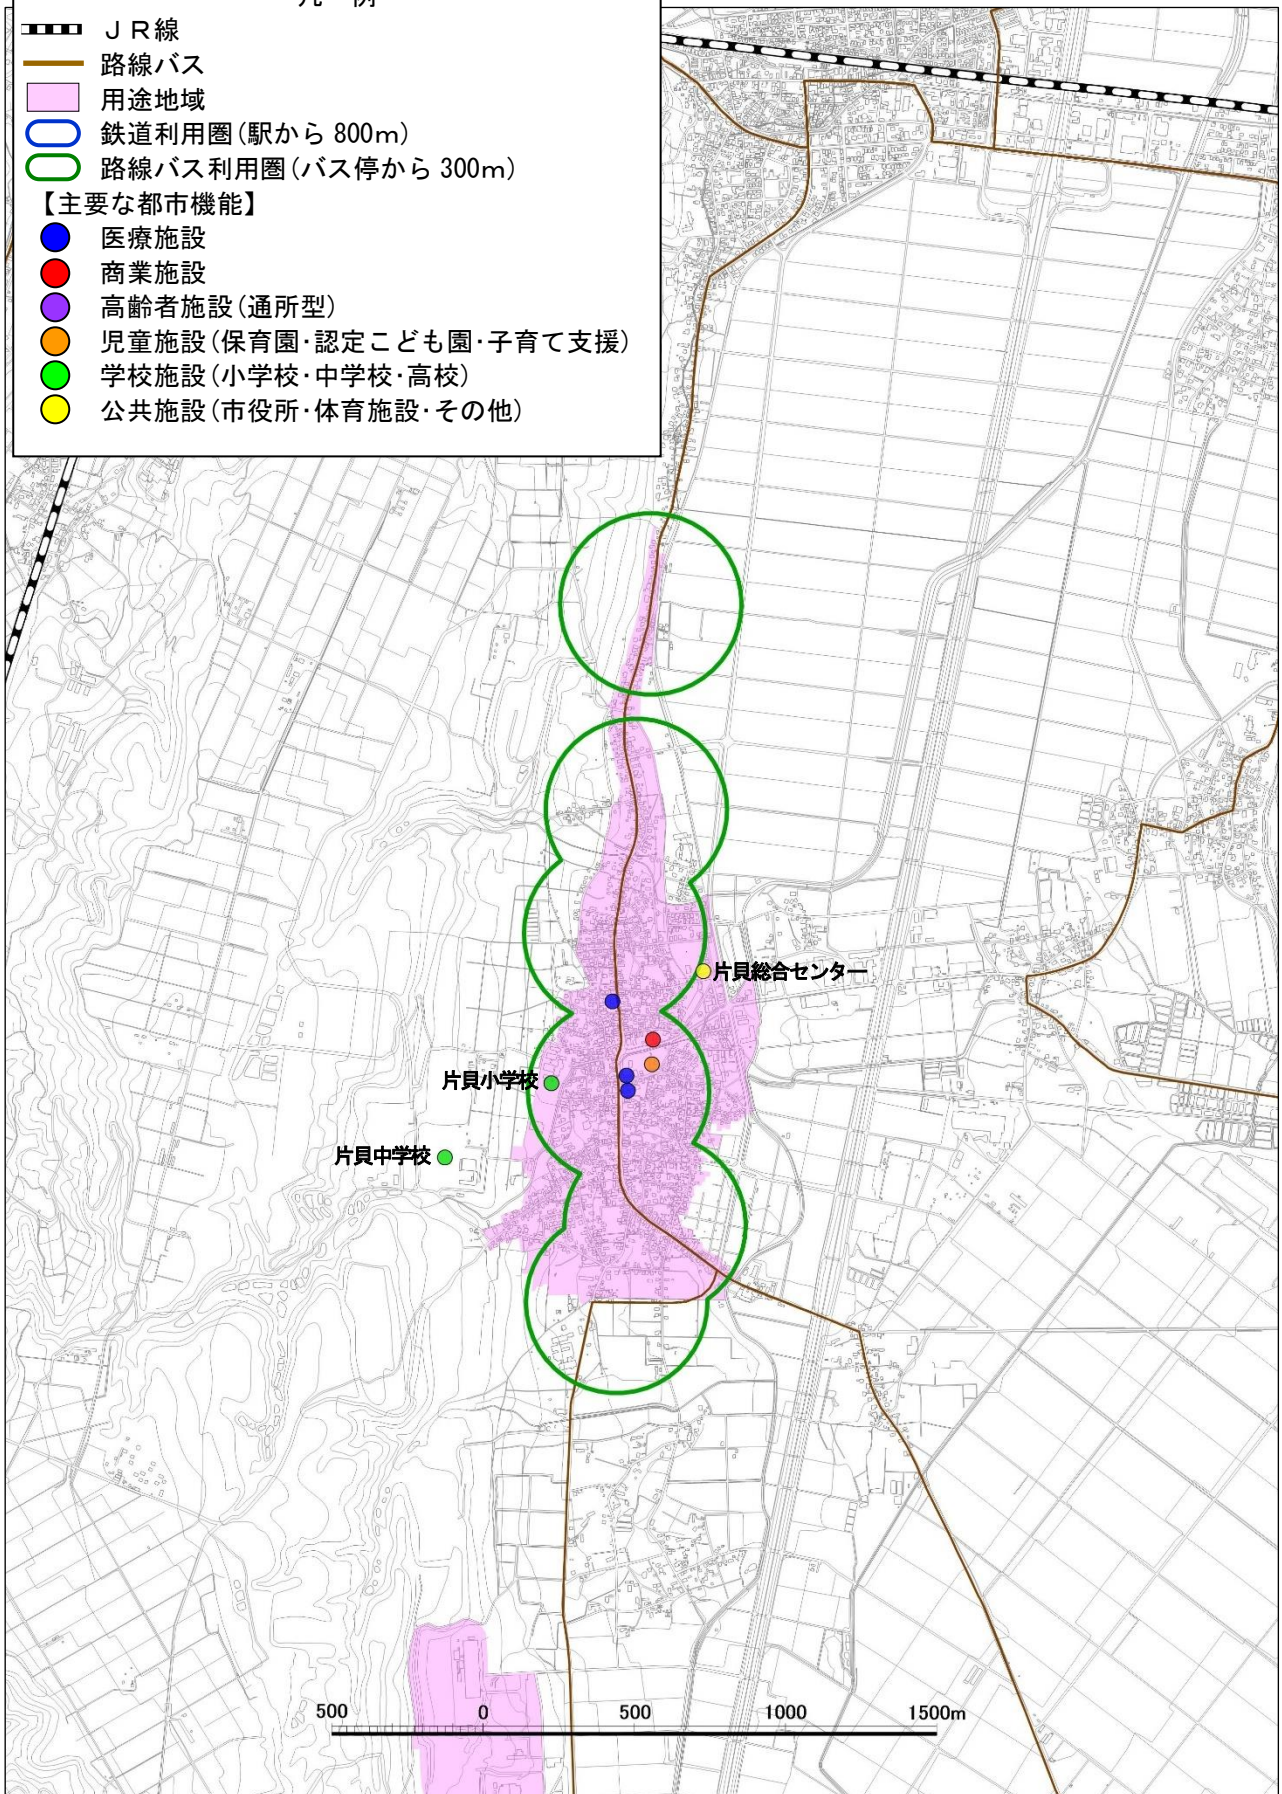 凡 例
ＪＲ線
路線バス
用途地域
鉄道利用圏(駅から 800m)
路線バス利用圏(バス停から 300m)
【主要な都市機能】
医療施設
商業施設
高齢者施設(通所型)
児童施設(保育園･認定こども園･子育て支援)
学校施設(小学校･中学校･高校)
公共施設(市役所･体育施設･その他)
片貝総合センター
片貝小学校
片貝中学校
500 0 500 1000 1500m